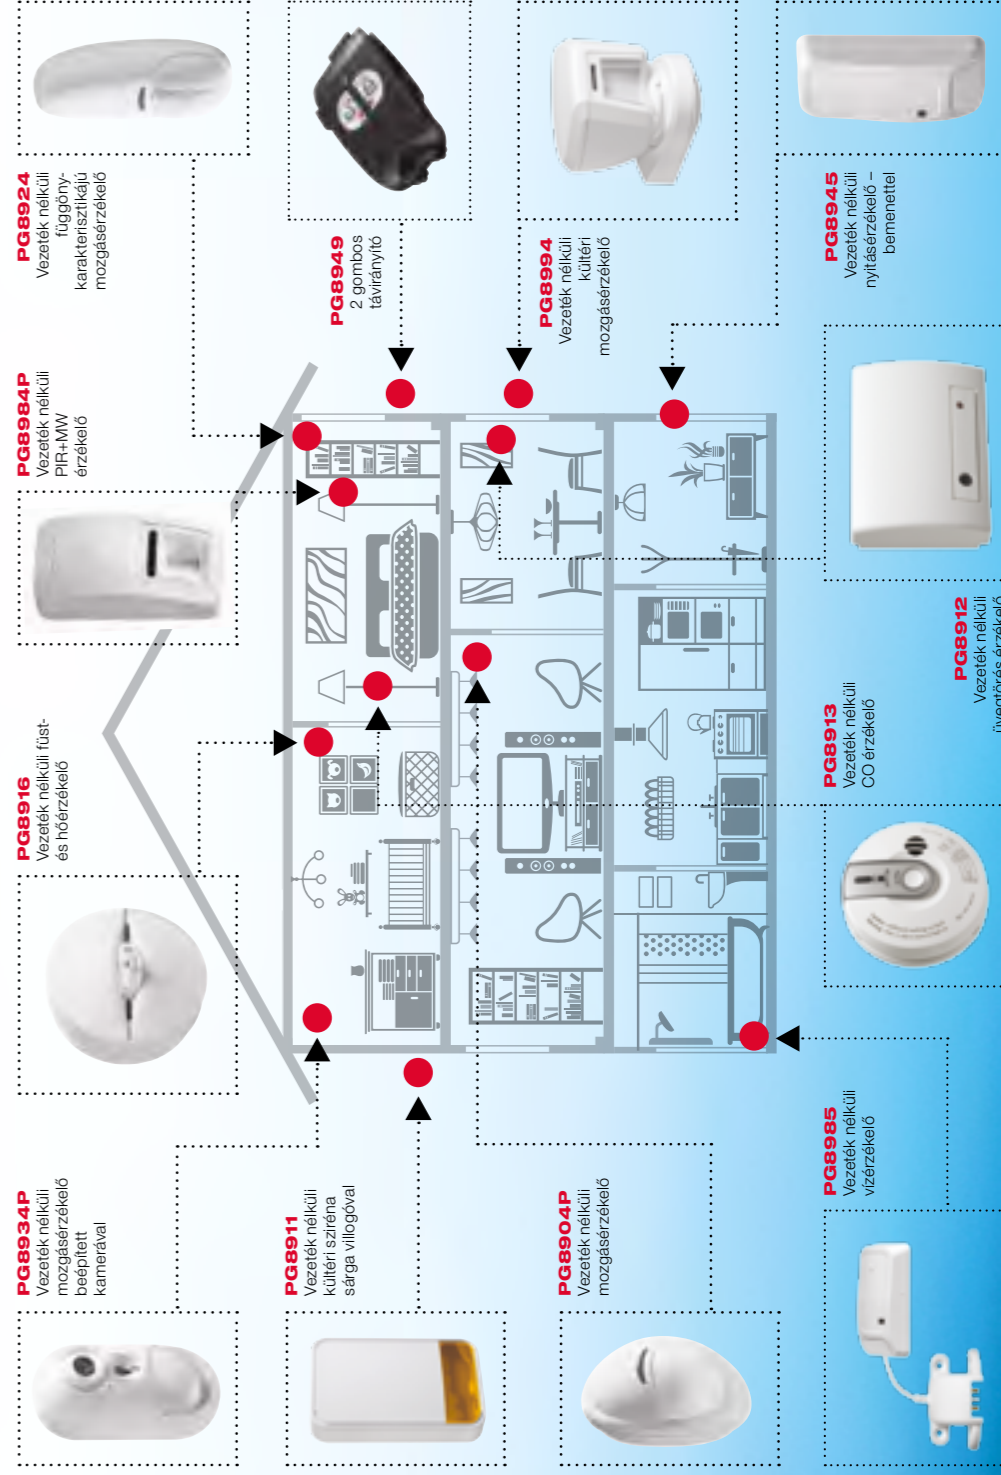 PG8934P
Vezeték nélküli
mozgásérzékelő
beépített
kamerával
PG8916
Vezeték nélküli füst-
és hőérzékelő
PG8984P
Vezeték nélküli
PIR+MW
érzékelő
PG8924
Vezeték nélküli
függöny-
karakterisztikájú
mozgásérzékelő
PG8911
Vezeték nélküli
kültéri sziréna
sárga villogóval
PG8949
2 gombos
távirányító
PG8904P
Vezeték nélküli
mozgásérzékelő
PG8994
Vezeték nélküli
kültéri
mozgásérzékelő
PG8985
Vezeték nélküli
vízérzékelő
PG8913
Vezeték nélküli
CO érzékelő
PG8945
Vezeték nélküli
nyitásérzékelő –
bemenettel
PG8912
Vezeték nélküli
üvegtörés érzékelő